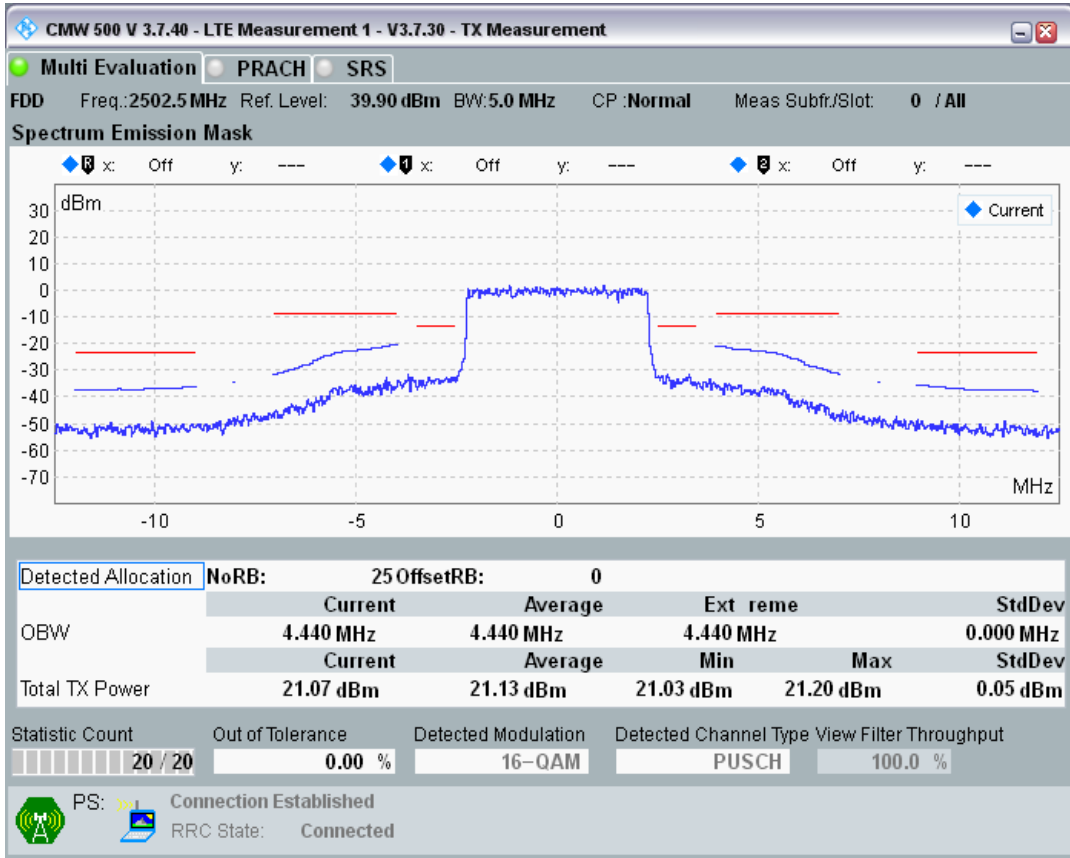 CMW 500 V 3.7.40 - LTE Measurement 1 - V3.7.30 - TX Measurement
Multi Evaluation PRACH SRS
FDD Freq.:2502.5 MHz Ref. Level: 39.90 dBm BW:5.0 MHz CP :Normal Meas Subfr./Slot: 0 / All
Spectrum Emission Mask
R x: Off y: --- 1 x: Off y: --- 2 x: Off y: ---
dBm
Current
30
20
10
0
-10
-20
-30
-40
-50
-60
-70
MHz
-10 -5 0 5 10
Detected Allocation NoRB: 25 OffsetRB: 0
Current Average Ext reme StdDev
OBW 4.440 MHz 4.440 MHz 4.440 MHz 0.000 MHz
Current Average Min Max StdDev
Total TX Power 21.07 dBm 21.13 dBm 21.03 dBm 21.20 dBm 0.05 dBm
Statistic Count Out of Tolerance Detected Modulation Detected Channel Type View Filter Throughput
20 / 20 0.00 % 16-QAM PUSCH 100.0 %
PS: Connection Established
RRC State: Connected